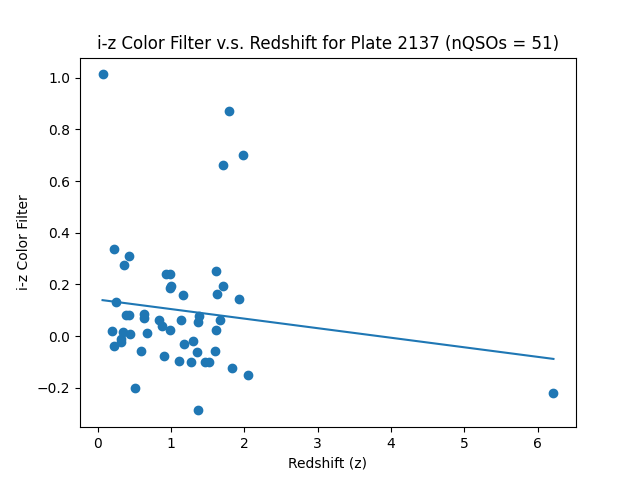 i-z Color Filter v.s. Redshift for Plate 2137 (nQSOs = 51)
1.0
0.8
0.6
0.4
0.2
0.0
−0.2
i-z Color Filter
0 1 2 3 4 5 6
Redshift (z)